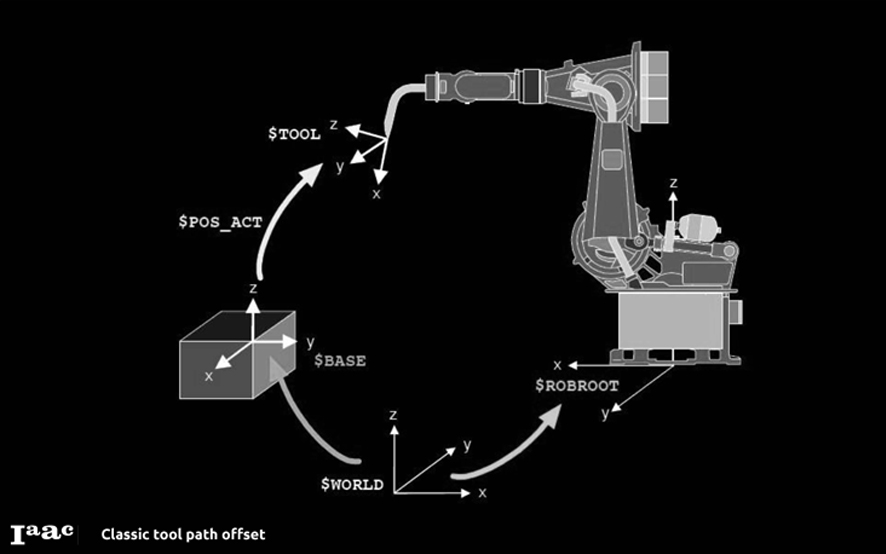 $TOOL
z
y
x
$POS_ACT
z
z
y
$BASE
x
x
$ROBROOT
y
z
y
$WORLD
x
Iaac
Classic tool path offset